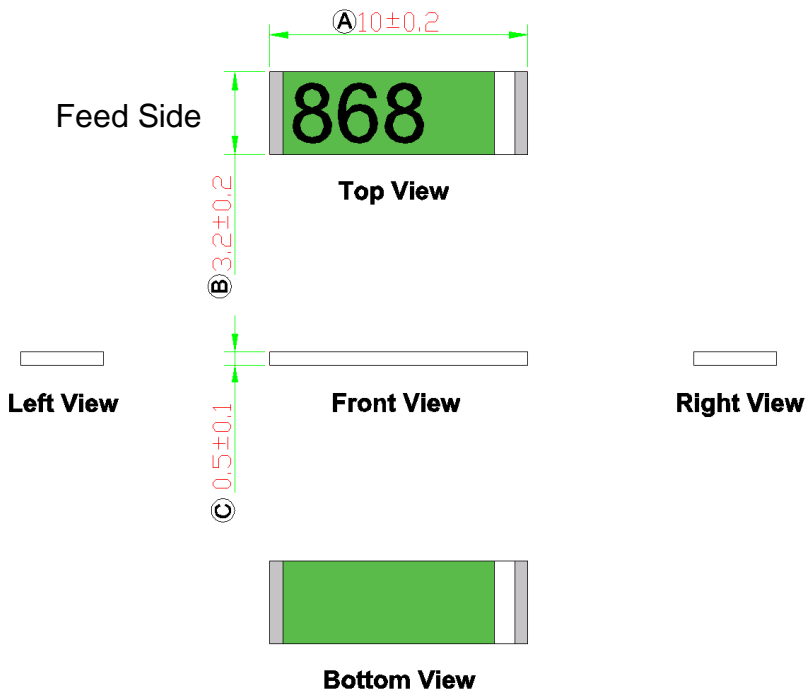 Ⓐ10±0.2
Feed Side
868
Top View
Ⓑ3.2±0.2
Left View
Front View
Right View
Ⓒ 0.5±0.1
Bottom View